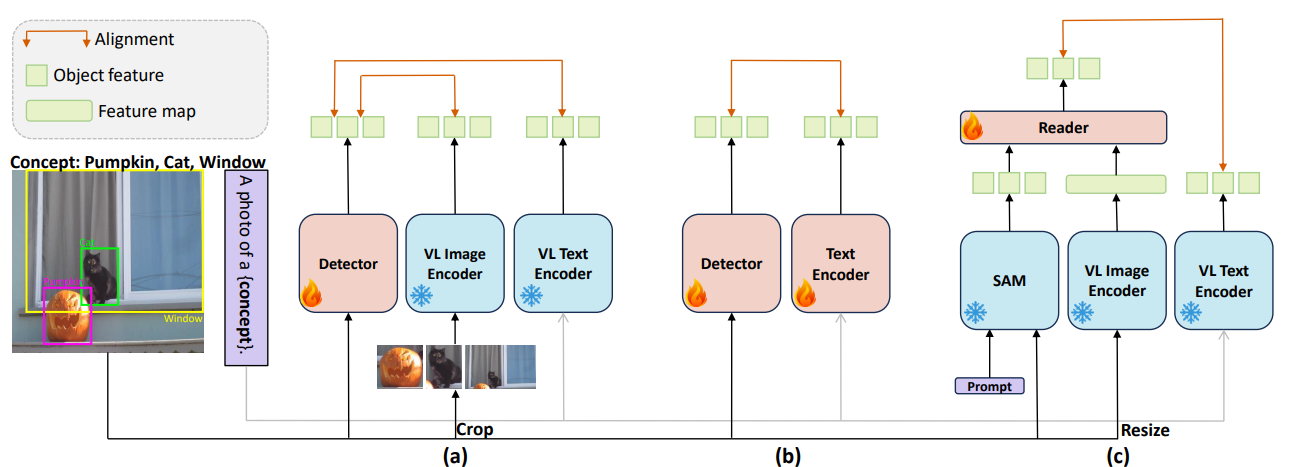 Alignment
Object feature
Feature map
Concept: Pumpkin, Cat, Window
A photo of a {concept}.
Cat
Pumpkin
Window
Detector
VL Image
Encoder
VL Text
Encoder
Crop
(a)
Detector
Text
Encoder
(b)
Reader
SAM
VL Image
Encoder
VL Text
Encoder
Prompt
Resize
(c)